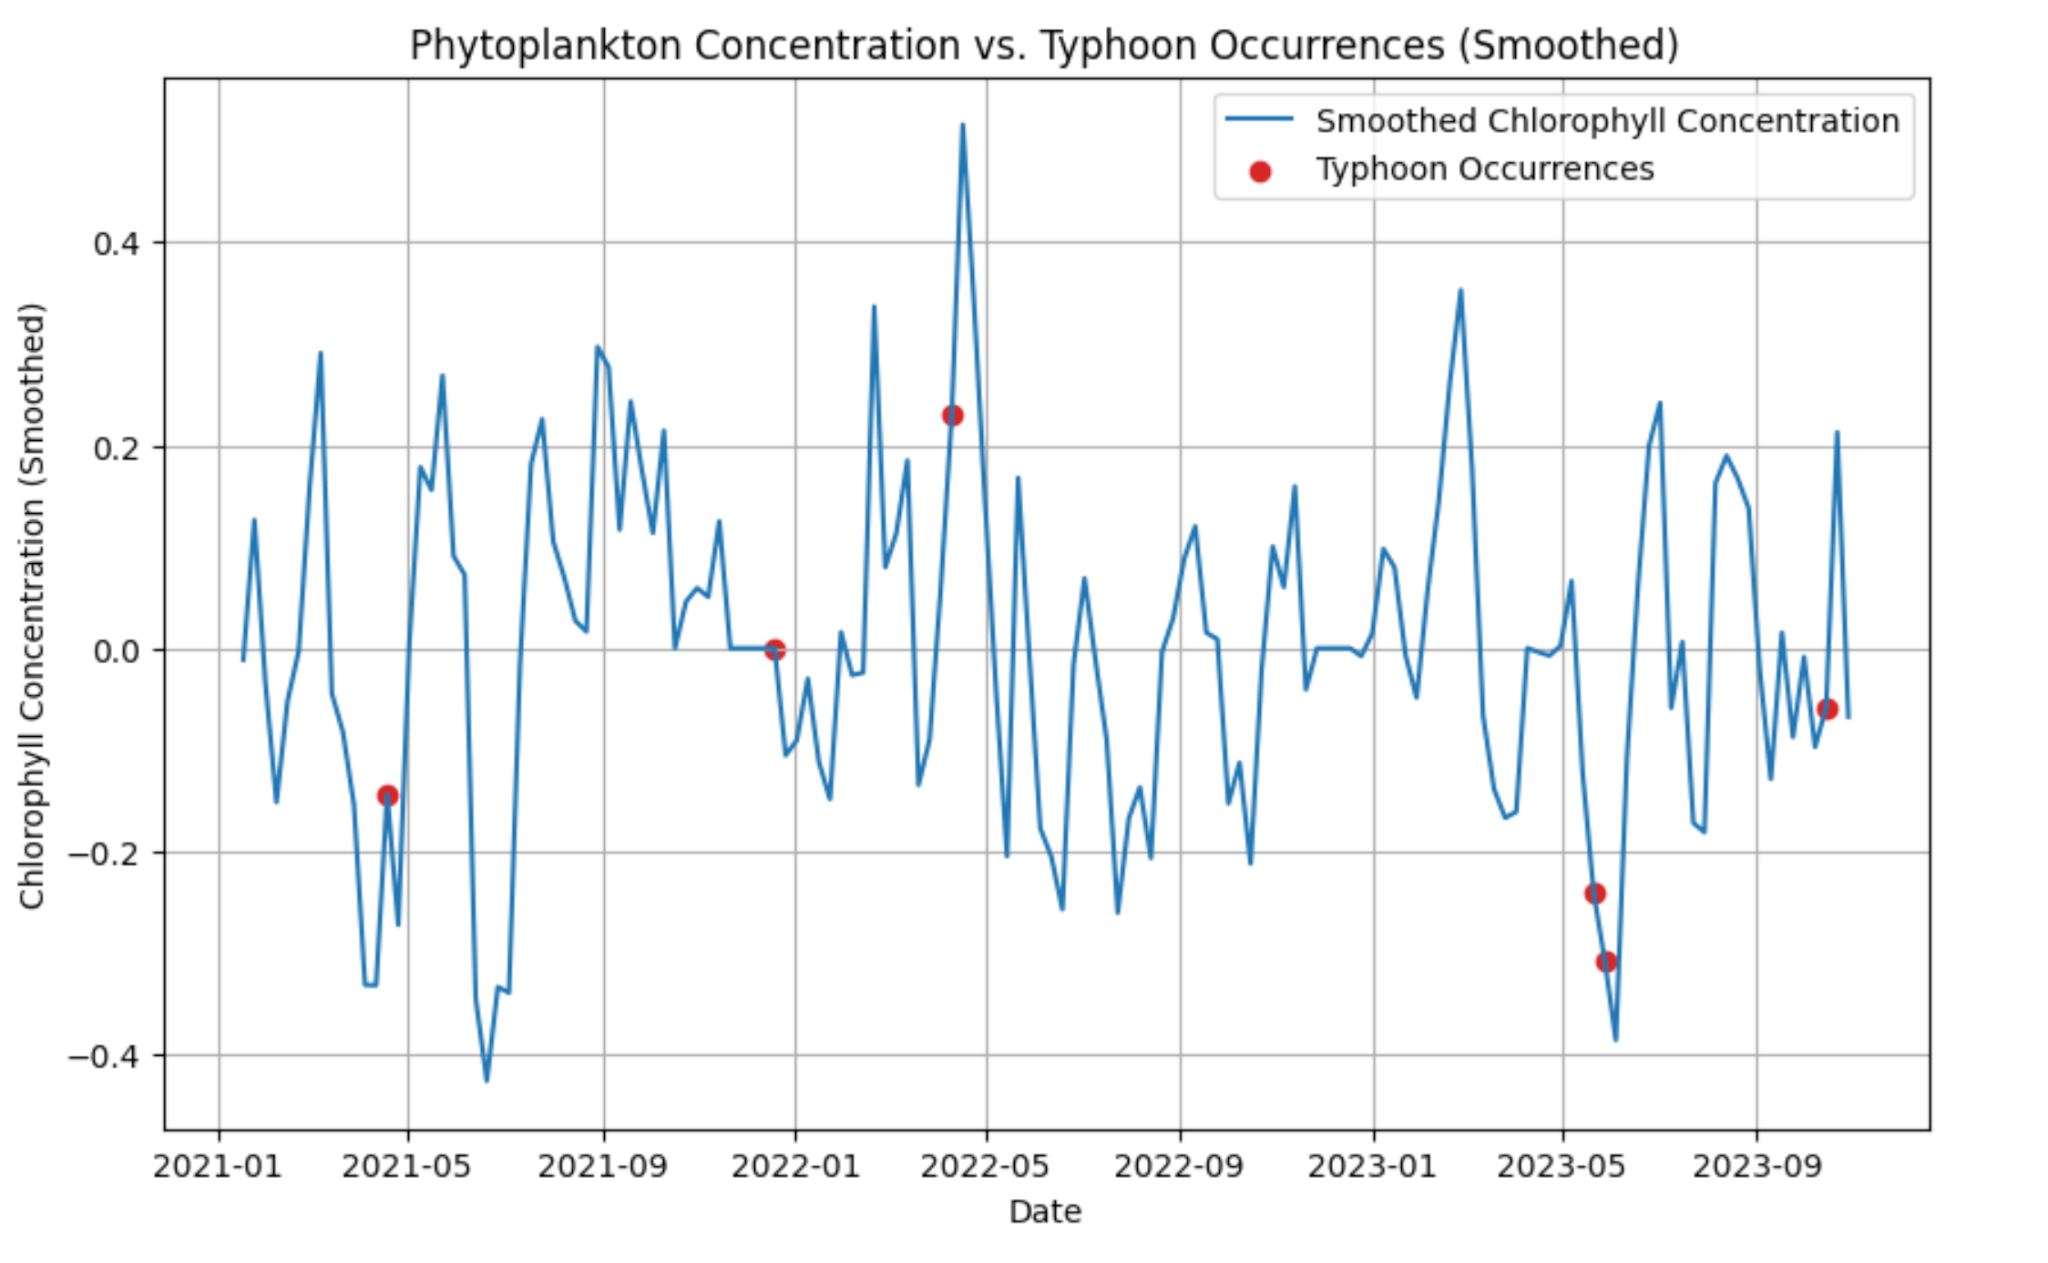 Phytoplankton Concentration vs. Typhoon Occurrences (Smoothed)
Smoothed Chlorophyll Concentration
Typhoon Occurrences
Chlorophyll Concentration (Smoothed)
0.4
0.2
0.0
−0.2
−0.4
2021-01 2021-05 2021-09 2022-01 2022-05 2022-09 2023-01 2023-05 2023-09
Date